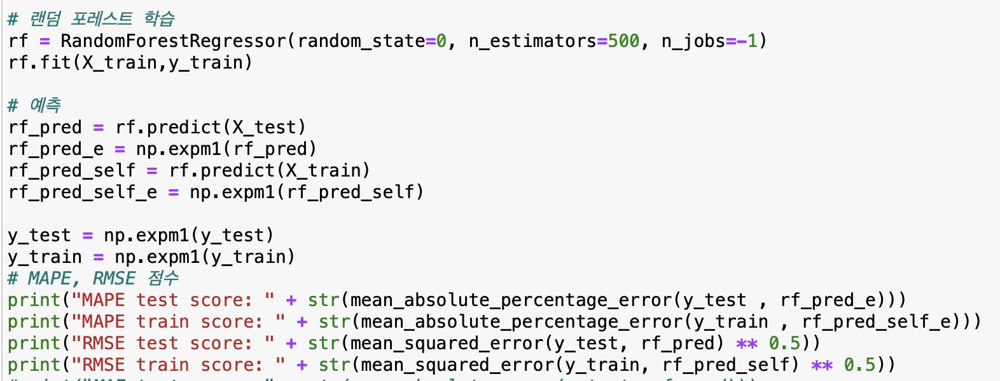 # 랜덤 포레스트 학습
rf = RandomForestRegressor(random_state=0, n_estimators=500, n_jobs=-1)
rf.fit(X_train,y_train)
# 예측
rf_pred = rf.predict(X_test)
rf_pred_e = np.expm1(rf_pred)
rf_pred_self = rf.predict(X_train)
rf_pred_self_e = np.expm1(rf_pred_self)
y_test = np.expm1(y_test)
y_train = np.expm1(y_train)
# MAPE, RMSE 점수
print("MAPE test score: " + str(mean_absolute_percentage_error(y_test , rf_pred_e)))
print("MAPE train score: " + str(mean_absolute_percentage_error(y_train , rf_pred_self_e)))
print("RMSE test score: " + str(mean_squared_error(y_test, rf_pred) ** 0.5))
print("RMSE train score: " + str(mean_squared_error(y_train, rf_pred_self) ** 0.5))